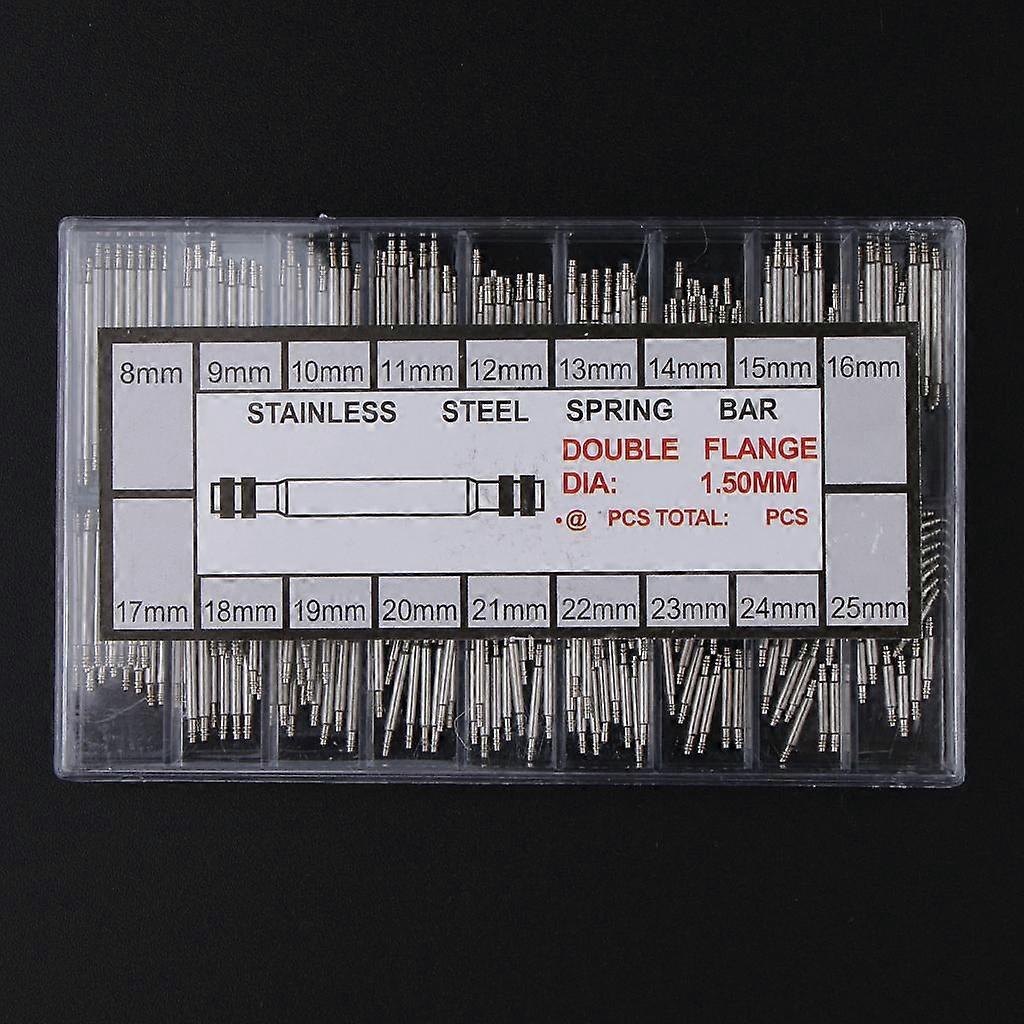 8mm 9mm 10mm 11mm 12mm 13mm 14mm 15mm 16mm
STAINLESS STEEL SPRING BAR
DOUBLE FLANGE
DIA: 1.50MM
·@ PCS TOTAL: PCS
17mm 18mm 19mm 20mm 21mm 22mm 23mm 24mm 25mm